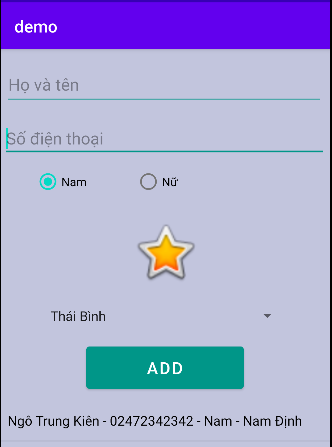 demo
Họ và tên
Số điện thoại
Nam Nữ
Thái Bình
ADD
Ngô Trung Kiên - 02472342342 - Nam - Nam Định